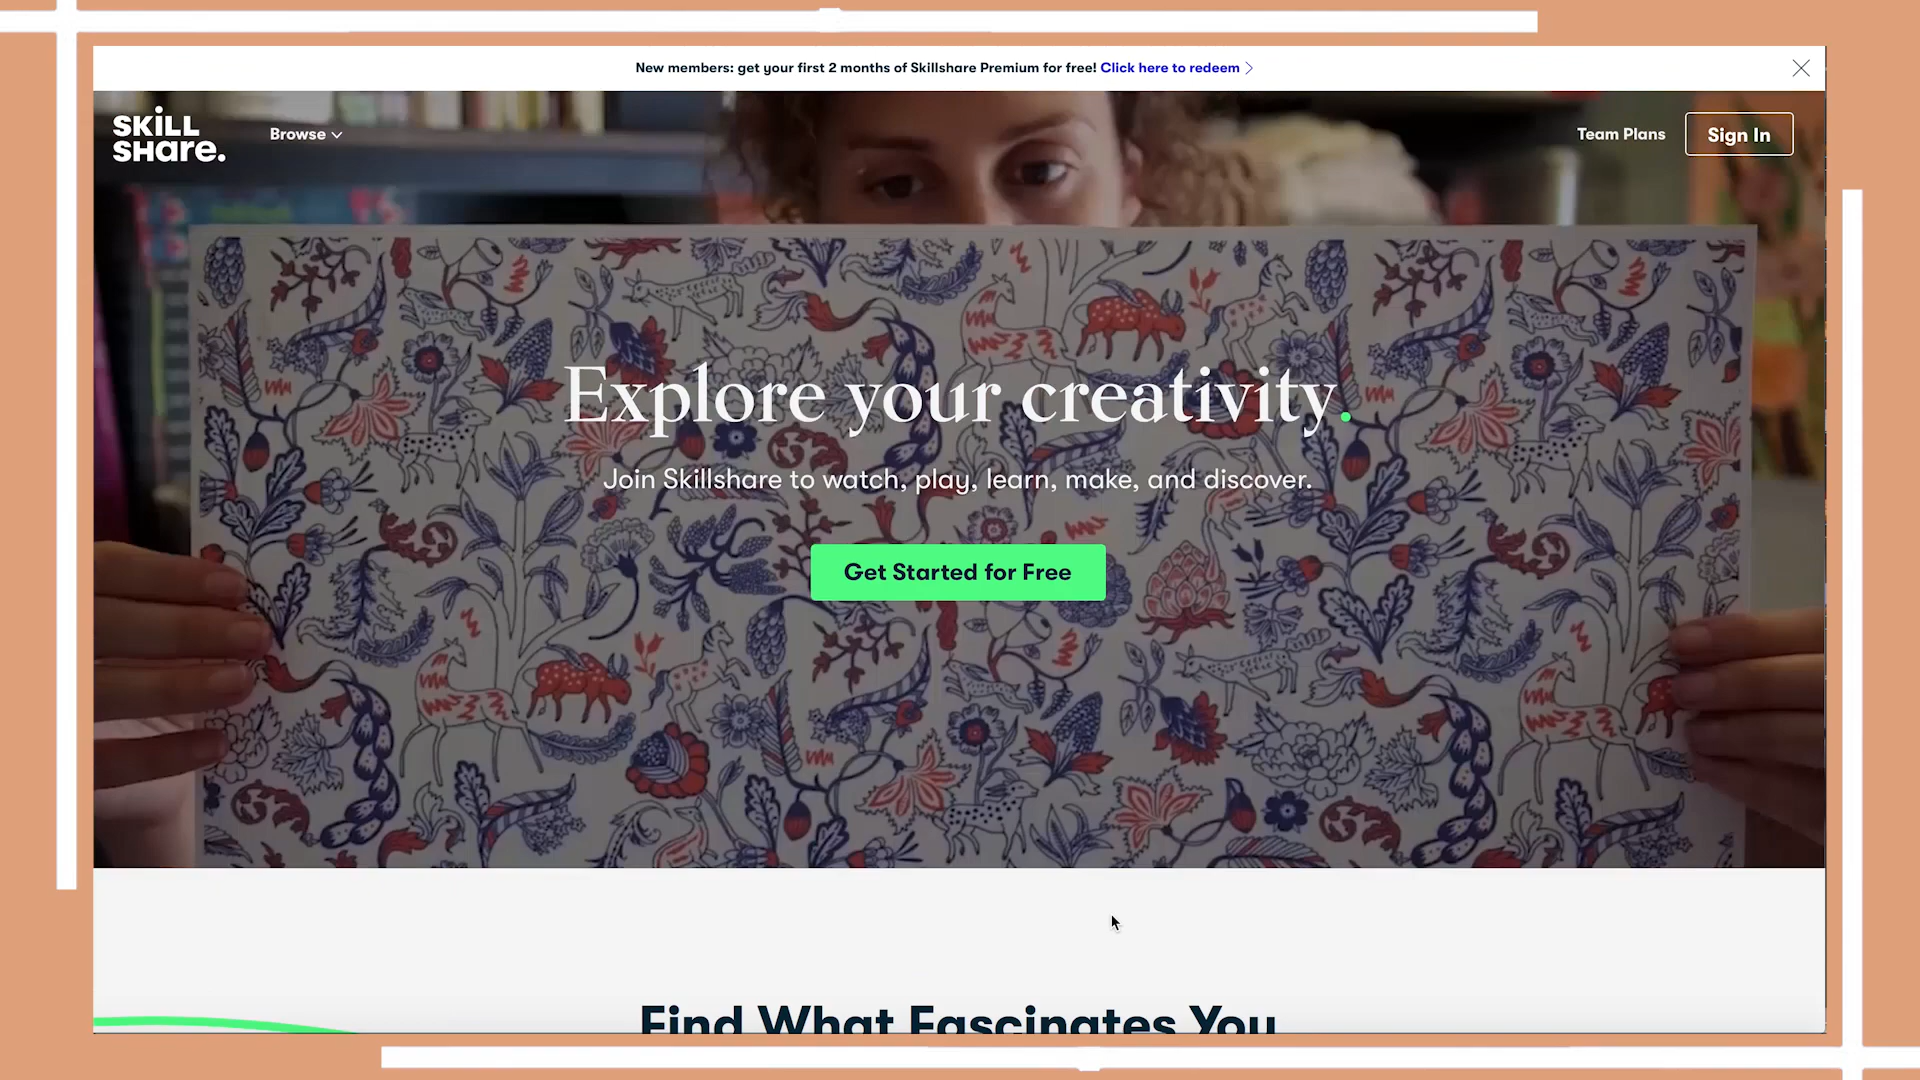 New members: get your first 2 months of Skillshare Premium for free! Click here to redeem
SKILL
SHare.
Browse
Team Plans
Sign In
Explore your creativity.
Join Skillshare to watch, play, learn, make, and discover.
Get Started for Free
Find What Fascinates You